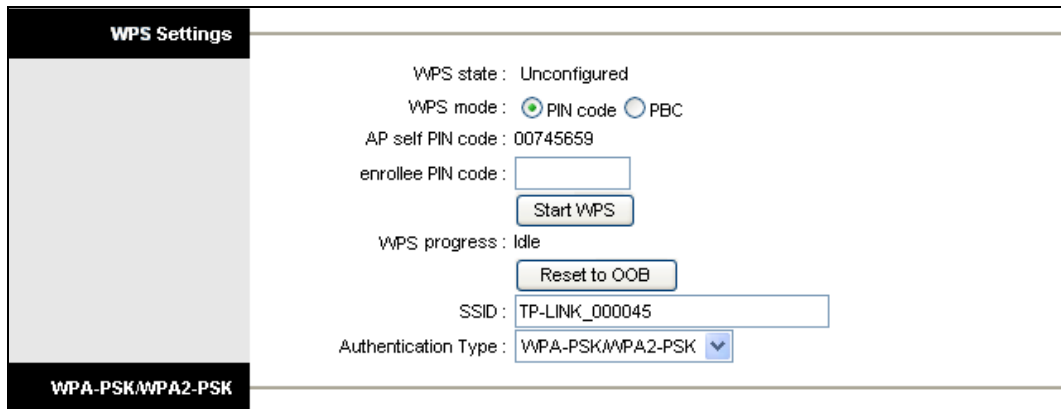 WPS Settings
WPS state : Unconfigured
WPS mode : PIN code PBC
AP self PIN code : 00745659
enrollee PIN code :
Start WPS
WPS progress : Idle
Reset to OOB
SSID : TP-LINK_000045
Authentication Type : WPA-PSK/WPA2-PSK
WPA-PSK/WPA2-PSK